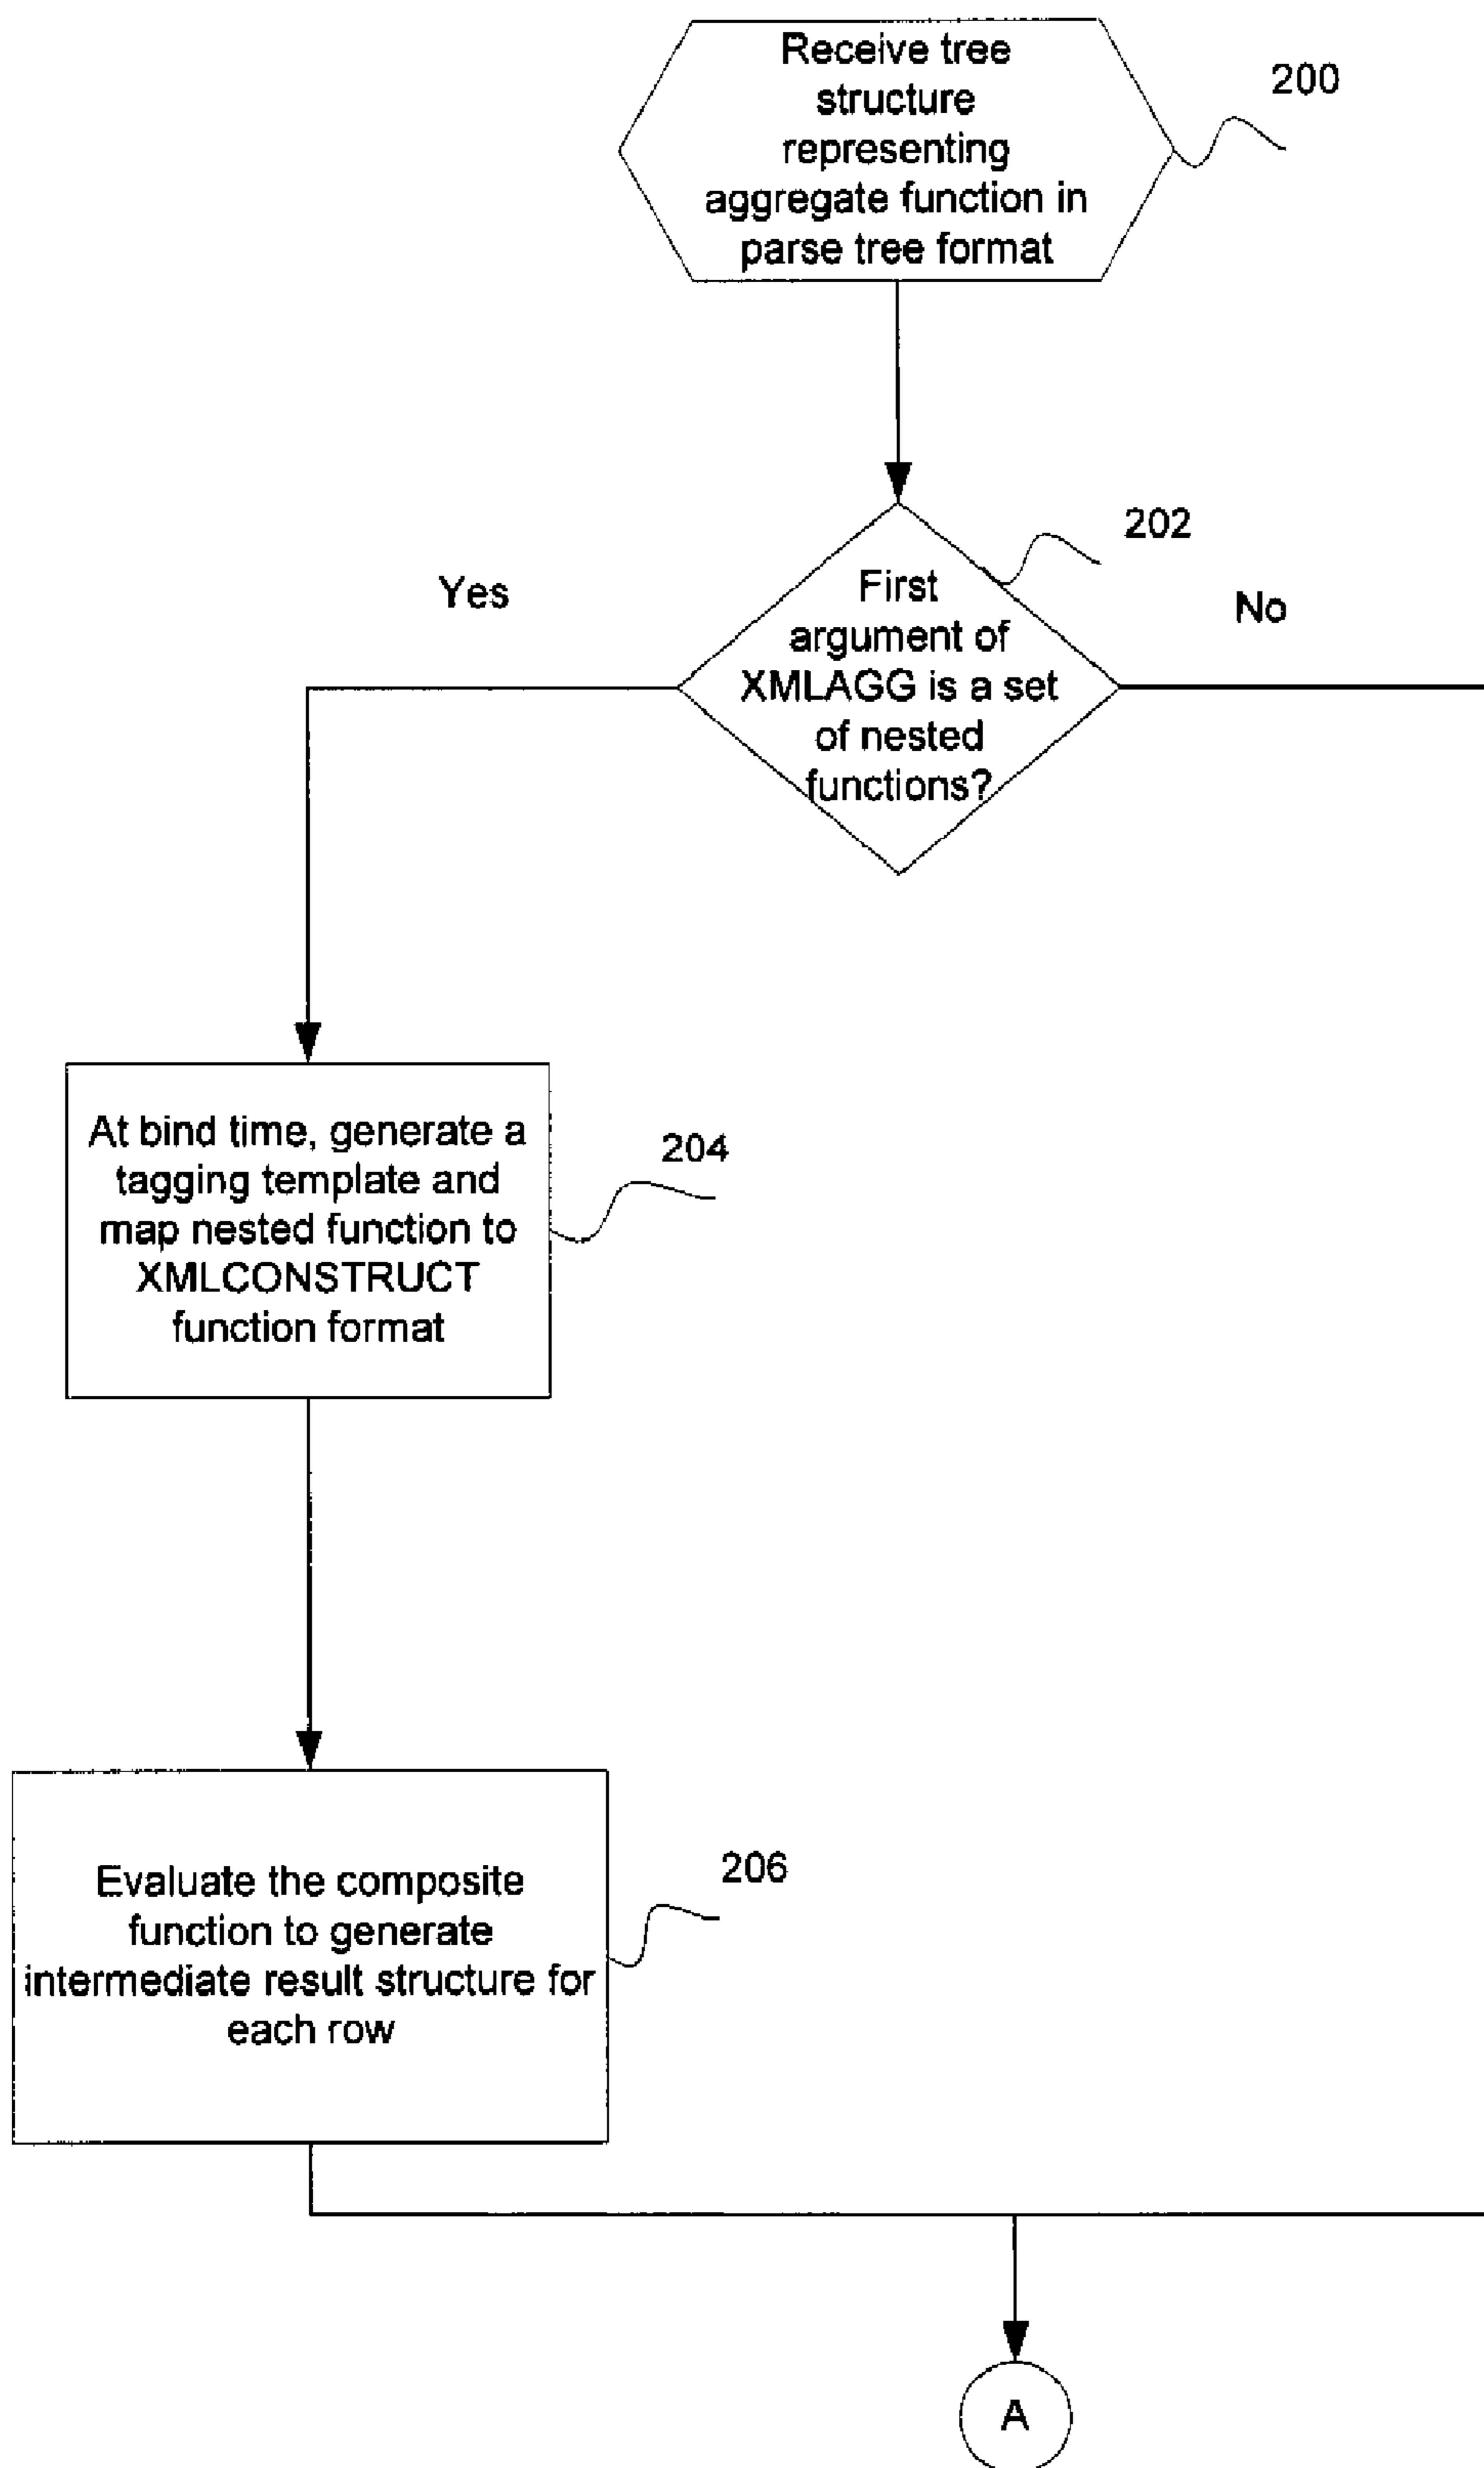 Receive tree
structure
representing
aggregate function in
parse tree format
200
202
Yes
First
argument of
XMLAGG is a set
of nested
functions?
No
At bind time, generate a
tagging template and
map nested function to
XMLCONSTRUCT
function format
204
Evaluate the composite
function to generate
intermediate result structure for
each row
206
A